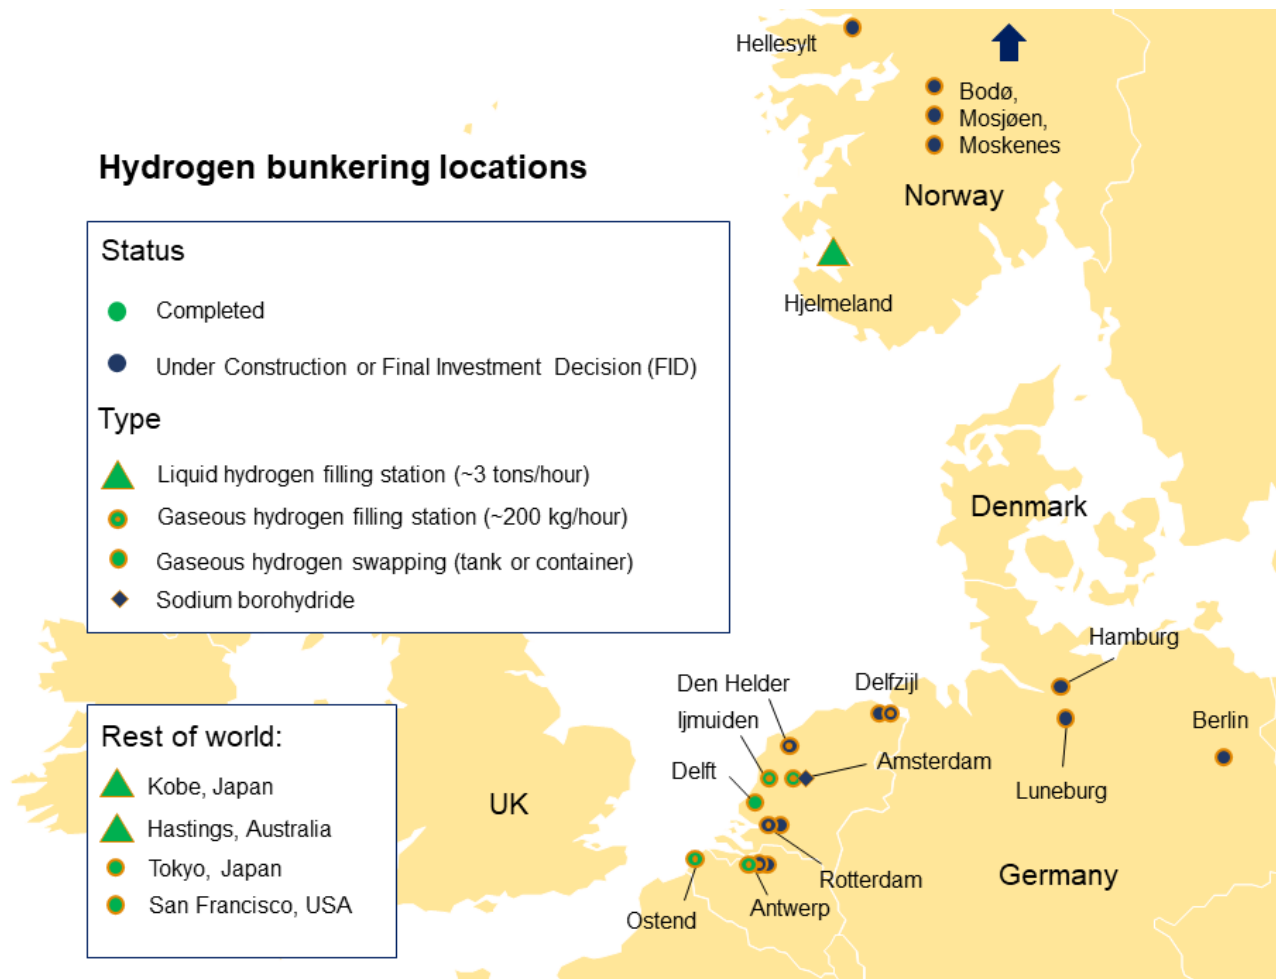 Hellesylt
Bodø,
Mosjøen,
Moskenes
Hydrogen bunkering locations
Norway
Status
Completed
Hjelmeland
Under Construction or Final Investment Decision (FID)
Type
Liquid hydrogen filling station (~3 tons/hour)
Gaseous hydrogen filling station (~200 kg/hour)
Gaseous hydrogen swapping (tank or container)
Sodium borohydride
Denmark
Hamburg
Den Helder
Delfzijl
Ijmuiden
Berlin
Delft
Amsterdam
Luneburg
UK
Rotterdam
Germany
Ostend
Antwerp
Rest of world:
Kobe, Japan
Hastings, Australia
Tokyo, Japan
San Francisco, USA